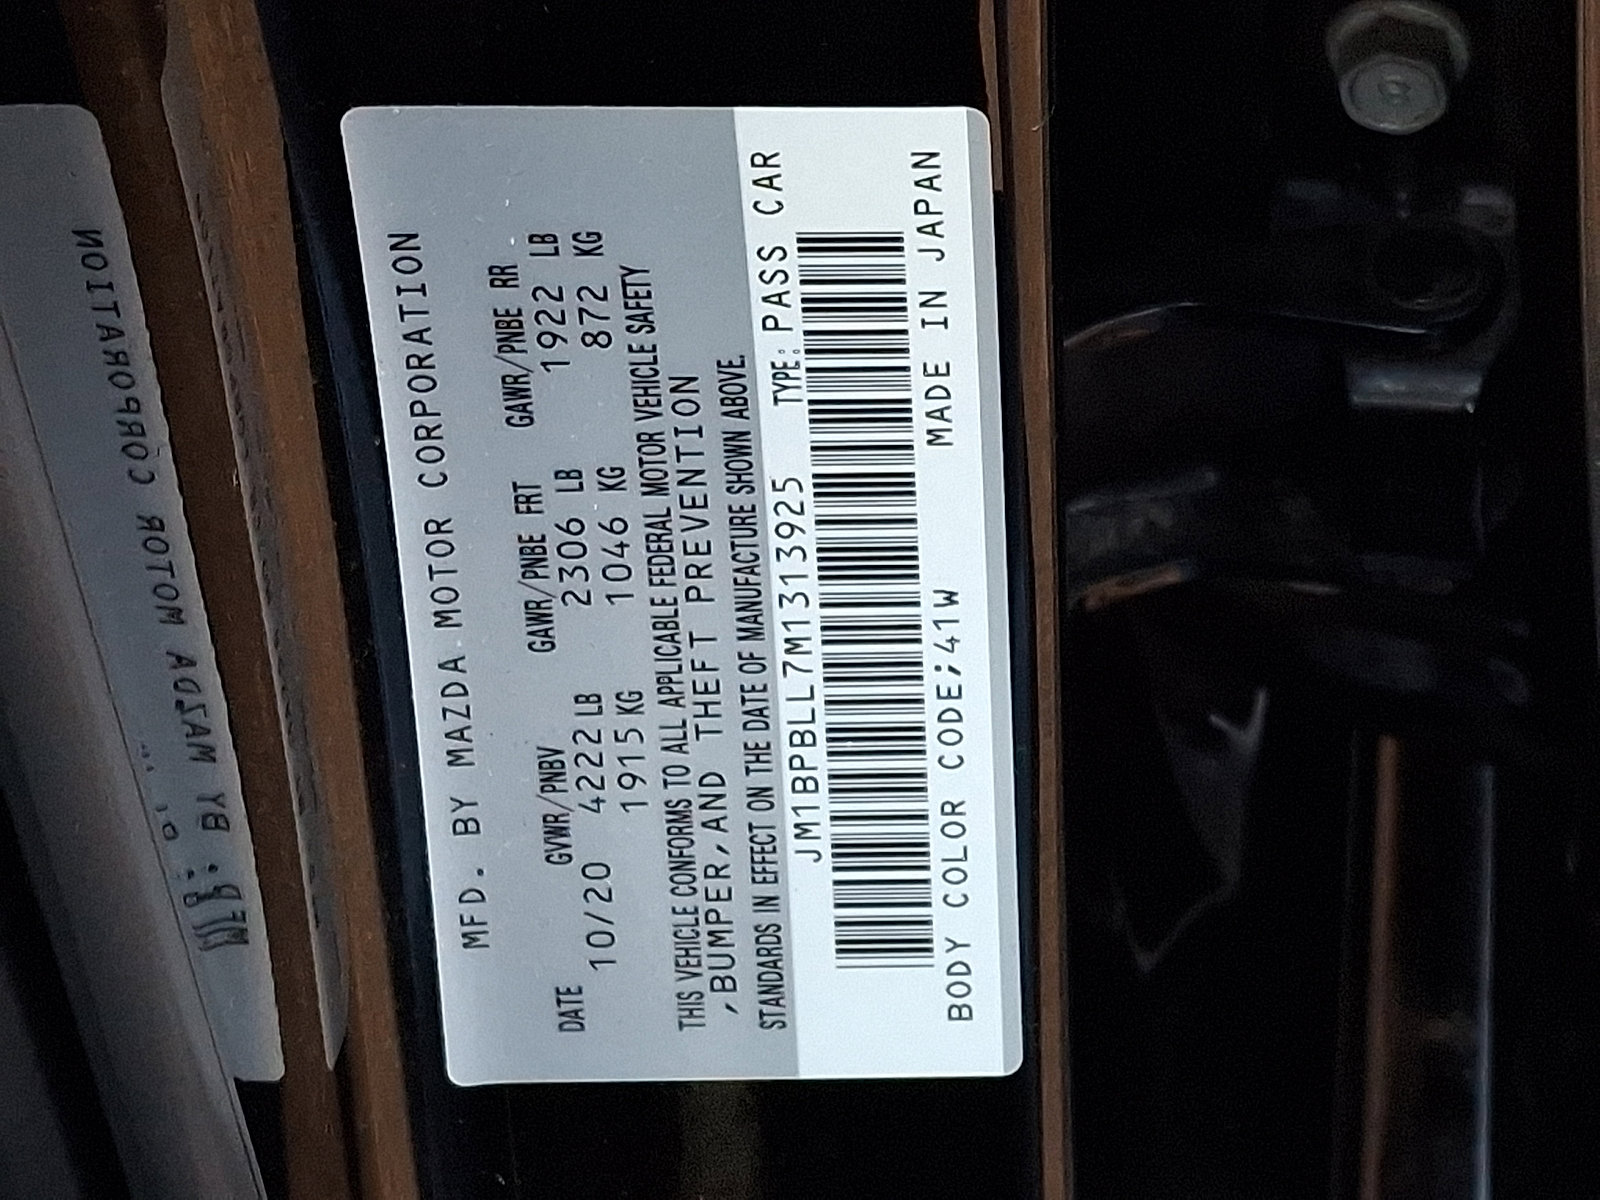 MFD. BY MAZDA MOTOR CORPORATION
DATE GVWR/PNBV GAWR/PNBE FRT GAWR/PNBE RR
10/20 4222 LB 2306 LB 1922 LB
1915 KG 1046 KG 872 KG
THIS VEHICLE CONFORMS TO ALL APPLICABLE FEDERAL MOTOR VEHICLE SAFETY
,BUMPER,AND THEFT PREVENTION
STANDARDS IN EFFECT ON THE DATE OF MANUFACTURE SHOWN ABOVE.
JM1BPBLL7M1313925 TYPE: PASS CAR
BODY COLOR CODE;41W MADE IN JAPAN
MFD. BY MAZDA MOTOR CORPORATION
8